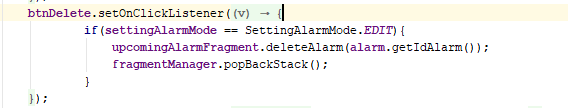 btnDelete.setOnClickListener((v) → {
if(settingAlarmMode == SettingAlarmMode.EDIT){
upcomingAlarmFragment.deleteAlarm(alarm.getIdAlarm());
fragmentManager.popBackStack();
}
});